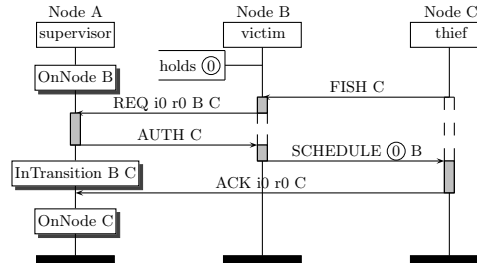 Node A
Node B
Node C
supervisor
victim
thief
holds 0
OnNode B
FISH C
REQ i0 r0 B C
AUTH C
SCHEDULE 0 B
InTransition B C
ACK i0 r0 C
OnNode C